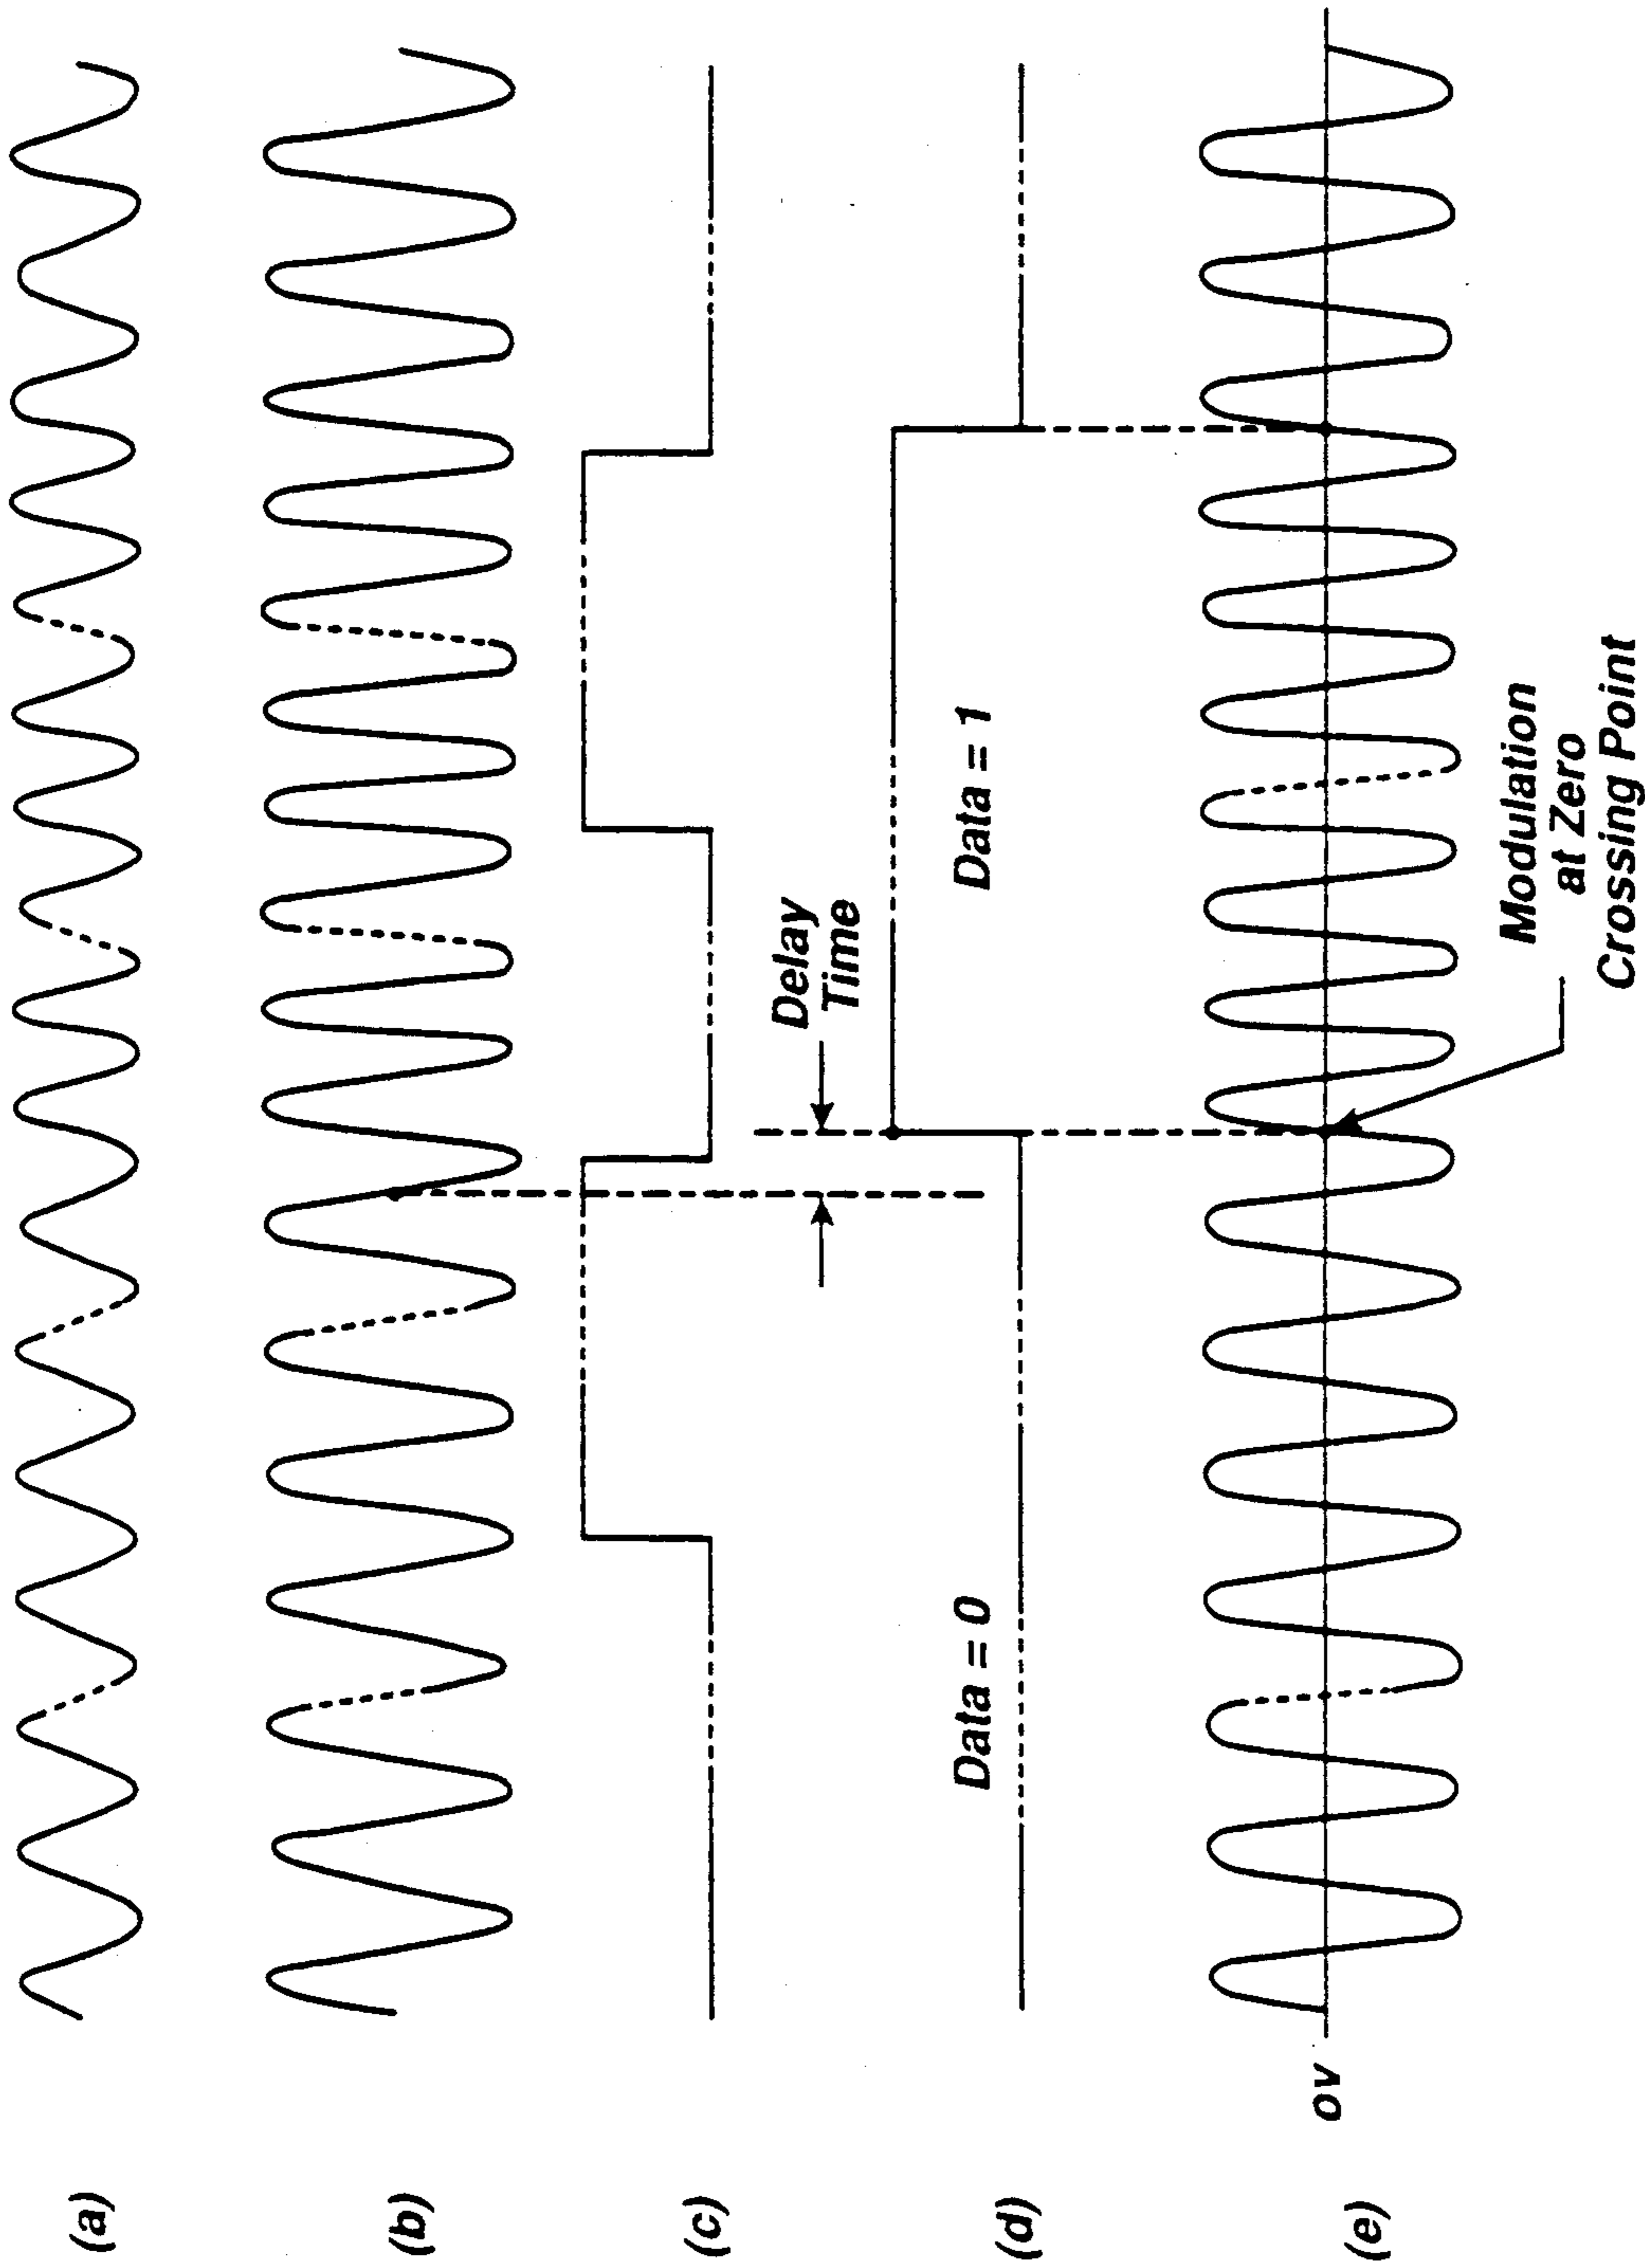 (a)
(b)
(c)
Delay
Time
(d)
Data = 0
Data = 1
(e)
ov
Modulation
at Zero
Crossing Point